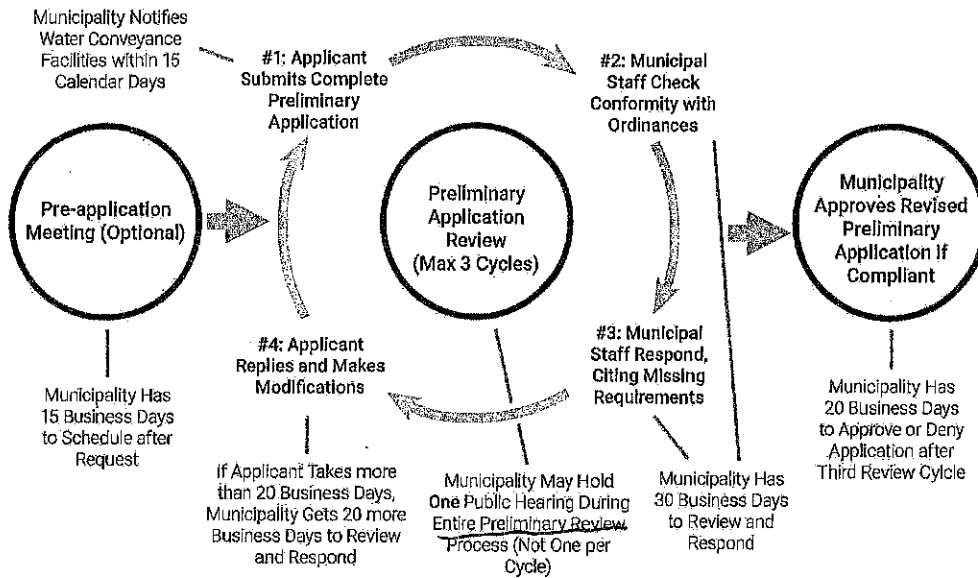 Municipality Notifies
Water Conveyance
Facilities within 15
Calendar Days
#1: Applicant
Submits Complete
Preliminary
Application
#2: Municipal
Staff Check
Conformity with
Ordinances
Pre-application
Meeting (Optional)
Preliminary
Application
Review
(Max 3 Cycles)
Municipality
Approves Revised
Preliminary
Application if
Compliant
#4: Applicant
Replies and Makes
Modifications
#3: Municipal
Staff Respond,
Citing Missing
Requirements
Municipality Has
15 Business Days
to Schedule after
Request
If Applicant Takes more
than 20 Business Days,
Municipality Gets 20 more
Business Days to Review
and Respond
Municipality May Hold
One Public Hearing During
Entire Preliminary Review
Process (Not One per
Cycle)
Municipality Has
30 Business Days
to Review and
Respond
Municipality Has
20 Business Days
to Approve or Deny
Application after
Third Review Cylcle